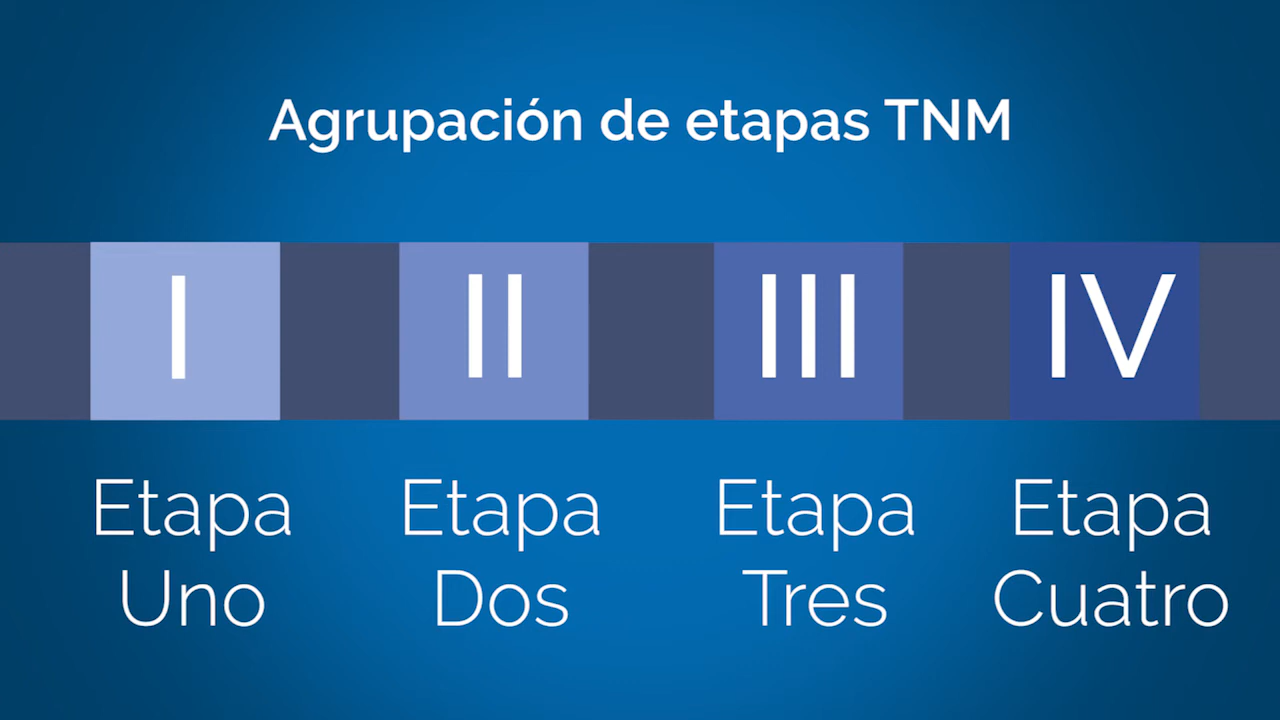 Agrupación de etapas TNM
I II III IV
Etapa Etapa Etapa Etapa
Uno Dos Tres Cuatro